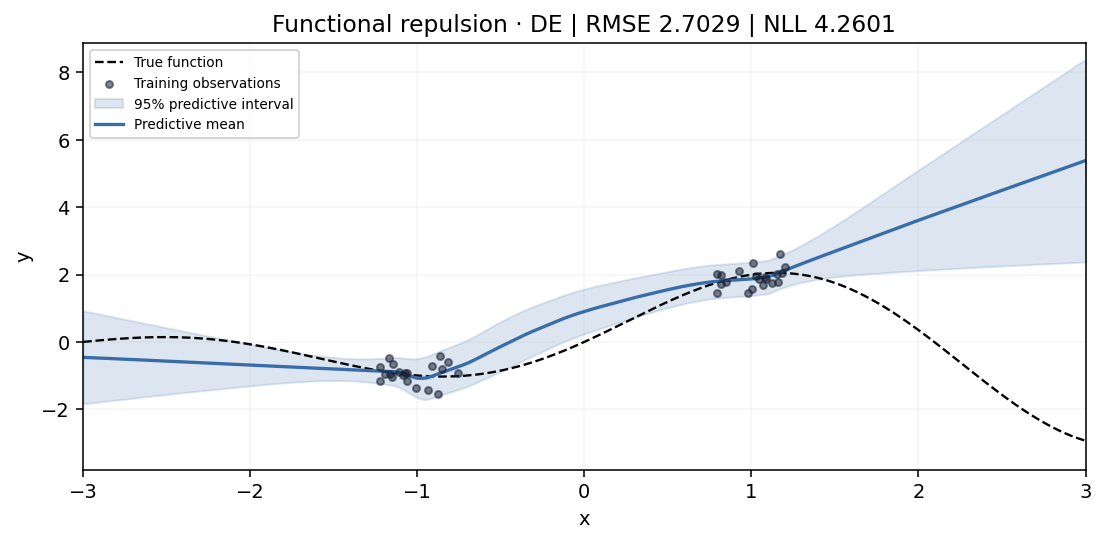 Functional repulsion · DE | RMSE 2.7029 | NLL 4.2601
True function
Training observations
95% predictive interval
Predictive mean
y
8
6
4
2
0
−2
−3
−2
−1
0
1
2
3
x